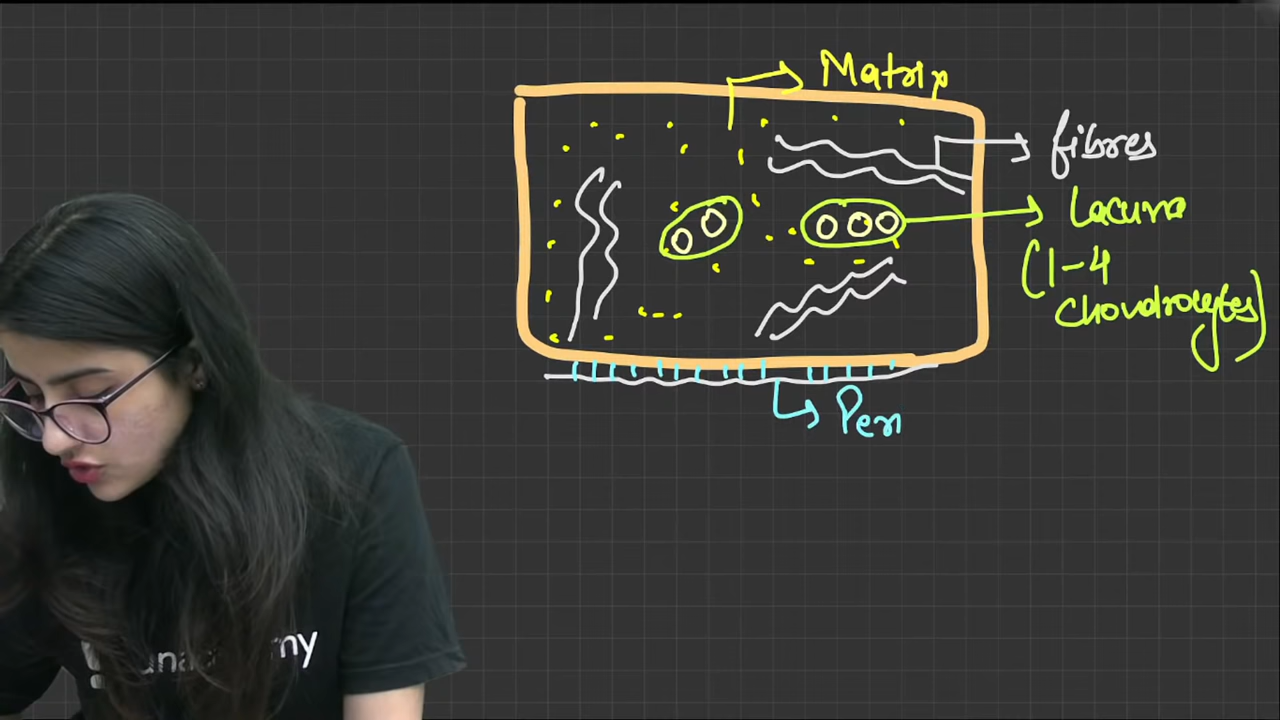 Matrix
fibres
Lacuna
(1-4
Chondrocytes)
Peri